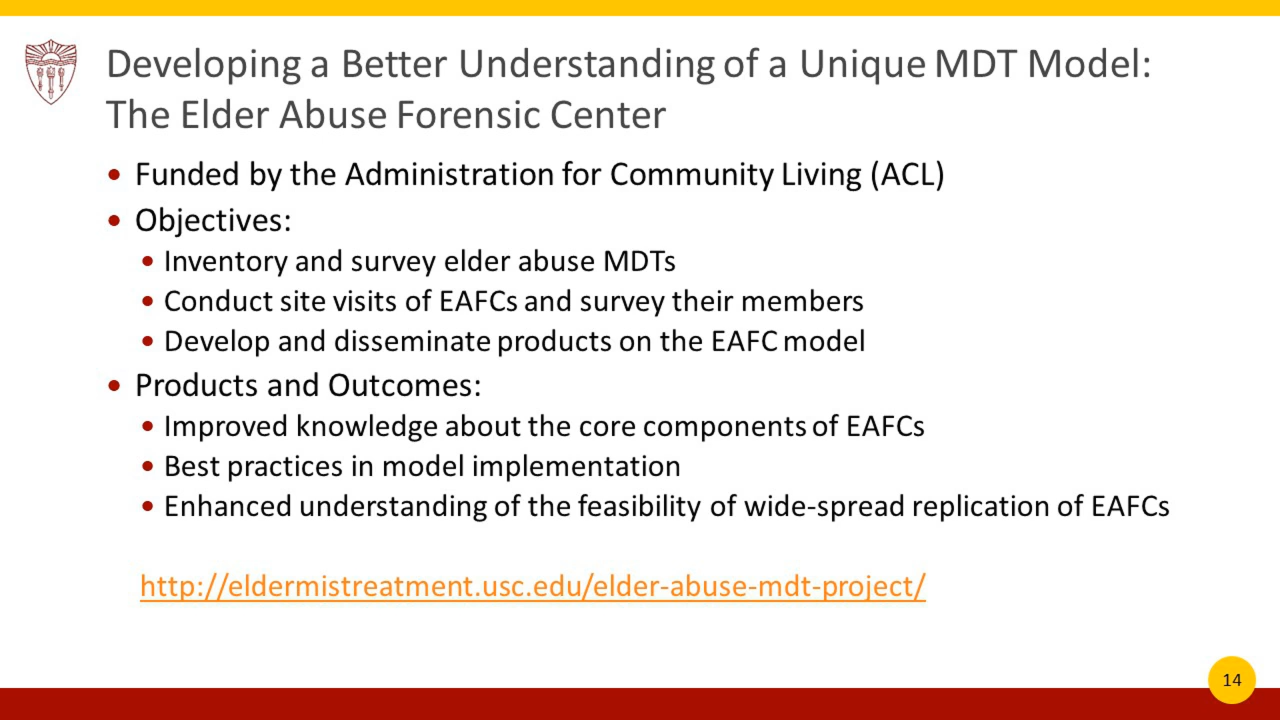 Developing a Better Understanding of a Unique MDT Model:
The Elder Abuse Forensic Center
• Funded by the Administration for Community Living (ACL)
• Objectives:
• Inventory and survey elder abuse MDTs
• Conduct site visits of EAFCs and survey their members
• Develop and disseminate products on the EAFC model
• Products and Outcomes:
• Improved knowledge about the core components of EAFCs
• Best practices in model implementation
• Enhanced understanding of the feasibility of wide-spread replication of EAFCs
http://eldermistreatment.usc.edu/elder-abuse-mdt-project/
14